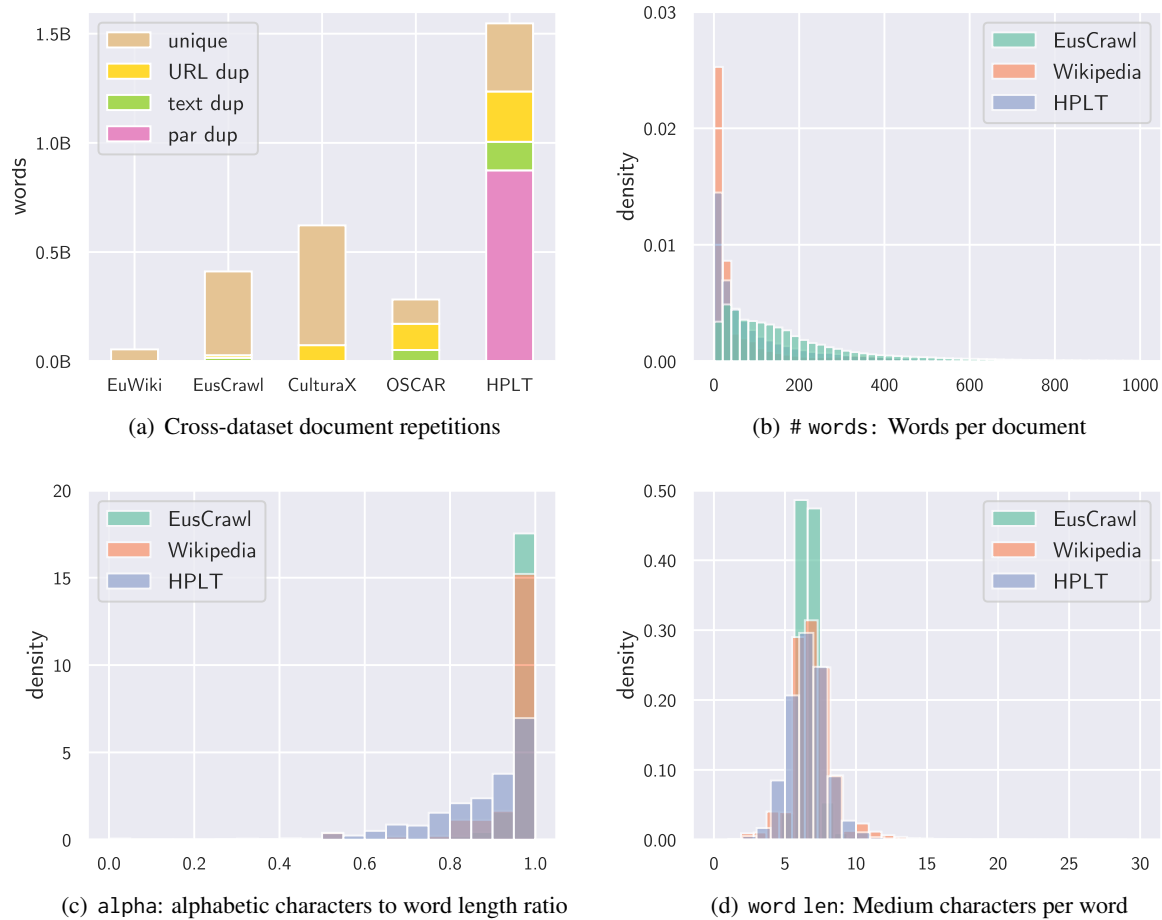 1.5B
1.0B
0.5B
0.0B
words
unique
URL dup
text dup
par dup
EuWiki EusCrawl CulturaX OSCAR HPLT
(a) Cross-dataset document repetitions
0.03
0.02
0.01
0.00
density
EusCrawl
Wikipedia
HPLT
0 200 400 600 800 1000
(b) # words: Words per document
20
15
10
5
0
density
EusCrawl
Wikipedia
HPLT
0.0 0.2 0.4 0.6 0.8 1.0
(c) alpha: alphabetic characters to word length ratio
0.50
0.40
0.30
0.20
0.10
0.00
density
EusCrawl
Wikipedia
HPLT
0 5 10 15 20 25 30
(d) word len: Medium characters per word